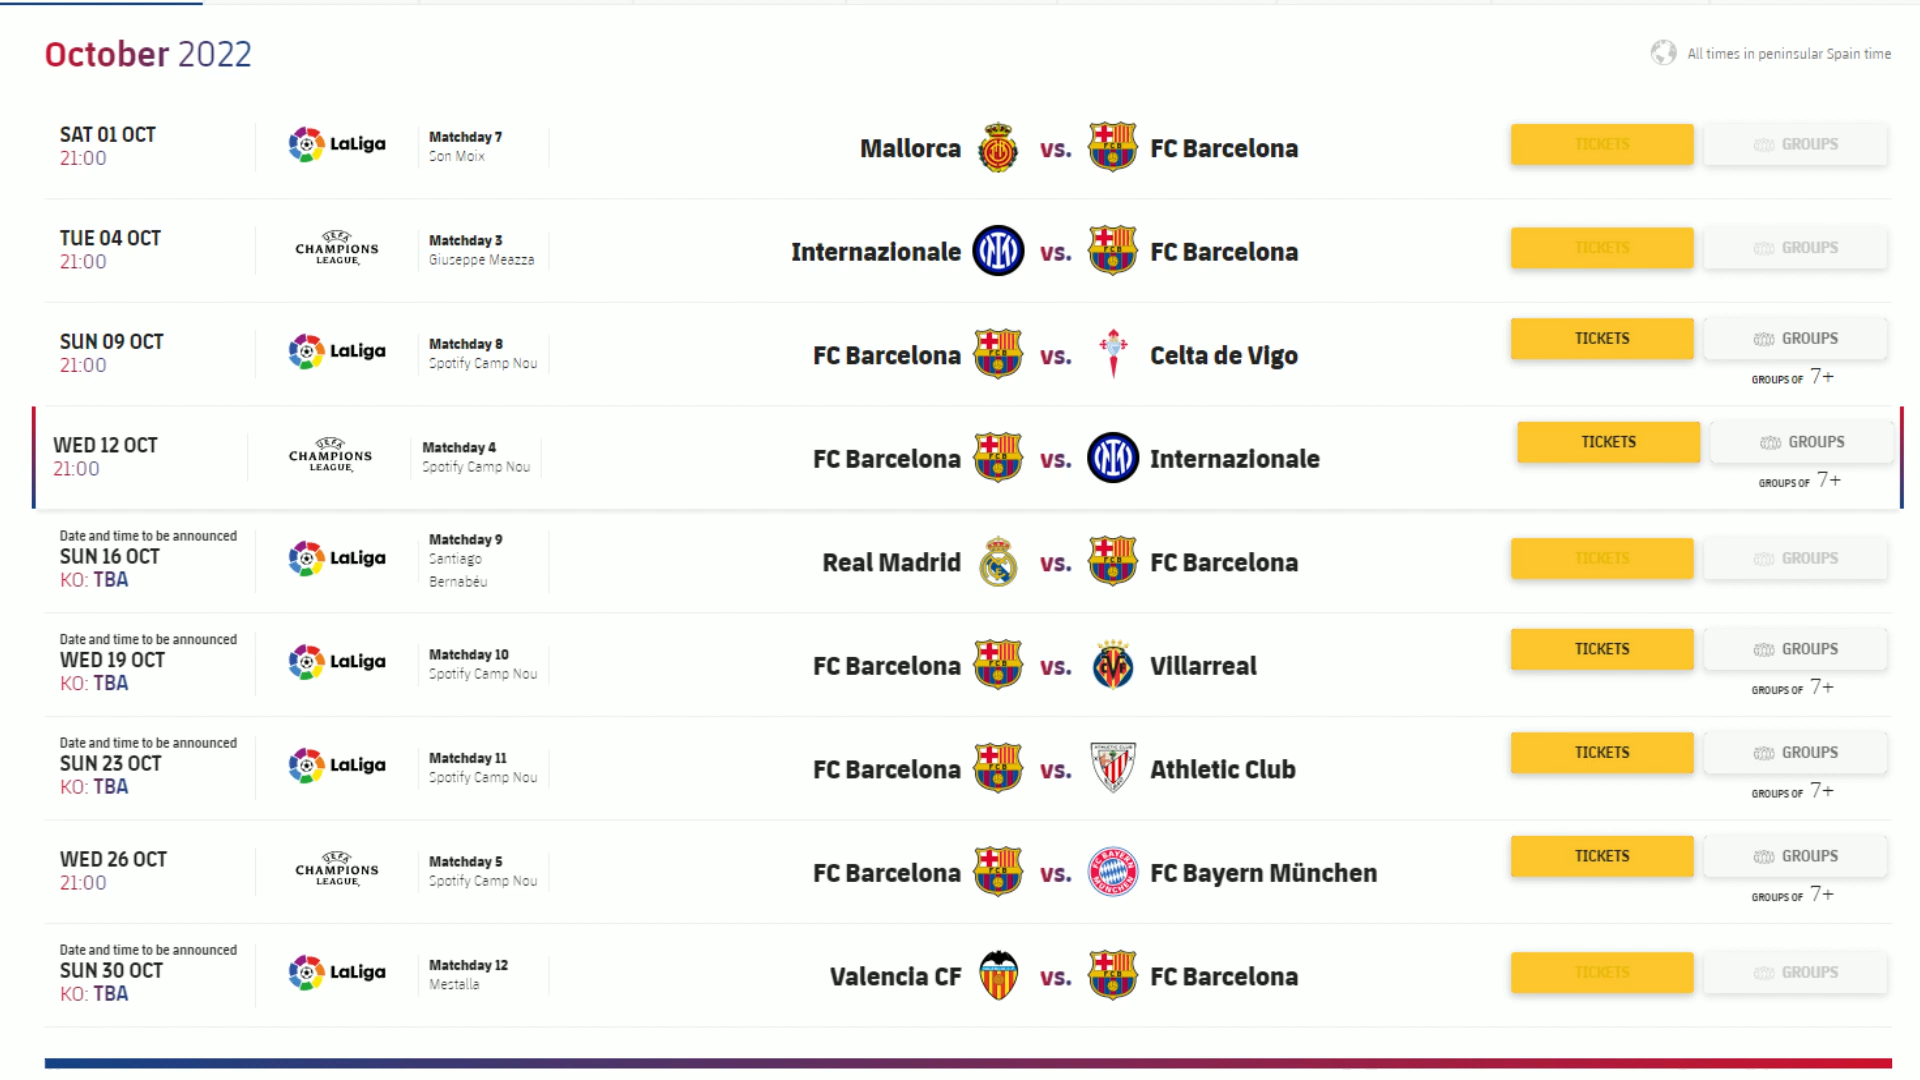 October 2022
All times in peninsular Spain time
SAT 01 OCT
21:00
LaLiga
Matchday 7
Son Moix
Mallorca vs. FC Barcelona
TICKETS
GROUPS
TUE 04 OCT
21:00
UEFA
CHAMPIONS
LEAGUE
Matchday 3
Giuseppe Meazza
Internazionale vs. FC Barcelona
TICKETS
GROUPS
SUN 09 OCT
21:00
LaLiga
Matchday 8
Spotify Camp Nou
FC Barcelona vs. Celta de Vigo
TICKETS
GROUPS
GROUPS OF 7+
WED 12 OCT
21:00
UEFA
CHAMPIONS
LEAGUE
Matchday 4
Spotify Camp Nou
FC Barcelona vs. Internazionale
TICKETS
GROUPS
GROUPS OF 7+
Date and time to be announced
SUN 16 OCT
KO: TBA
LaLiga
Matchday 9
Santiago
Bernabéu
Real Madrid vs. FC Barcelona
TICKETS
GROUPS
Date and time to be announced
WED 19 OCT
KO: TBA
LaLiga
Matchday 10
Spotify Camp Nou
FC Barcelona vs. Villarreal
TICKETS
GROUPS
GROUPS OF 7+
Date and time to be announced
SUN 23 OCT
KO: TBA
LaLiga
Matchday 11
Spotify Camp Nou
FC Barcelona vs. Athletic Club
TICKETS
GROUPS
GROUPS OF 7+
WED 26 OCT
21:00
UEFA
CHAMPIONS
LEAGUE
Matchday 5
Spotify Camp Nou
FC Barcelona vs. FC Bayern München
TICKETS
GROUPS
GROUPS OF 7+
Date and time to be announced
SUN 30 OCT
KO: TBA
LaLiga
Matchday 12
Mestalla
Valencia CF vs. FC Barcelona
TICKETS
GROUPS